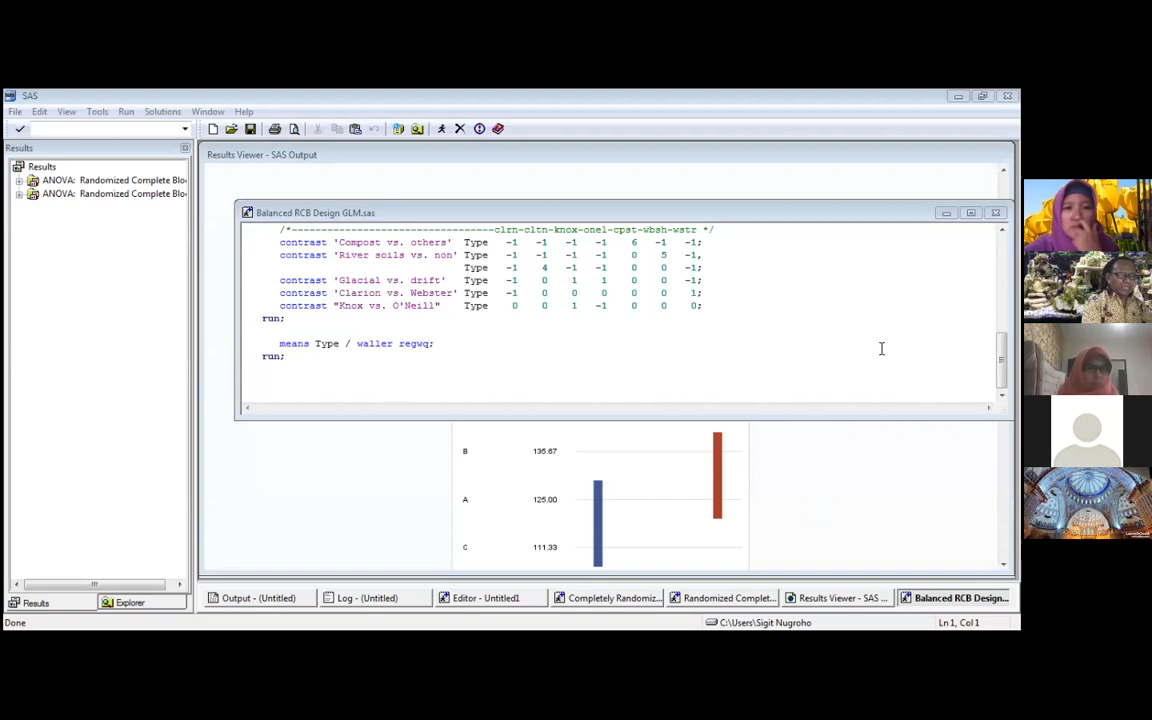 SAS
File Edit View Tools Run Solutions Window Help
Results
Results Viewer - SAS Output
Results
ANOVA: Randomized Complete Blo
ANOVA: Randomized Complete Blo
Balanced RCB Design GLM.sas
/*--------------------------------clrn-cltn-knox-onel-cpst-wbsh-wstr */
contrast 'Compost vs. others' Type -1 -1 -1 -1 6 -1 -1;
contrast 'River soils vs. non' Type -1 -1 -1 -1 0 5 -1,
Type -1 4 -1 -1 0 0 -1;
contrast 'Glacial vs. drift' Type -1 0 1 1 0 0 -1;
contrast 'Clarion vs. Webster' Type -1 0 0 0 0 0 1;
contrast "Knox vs. O'Neill" Type 0 0 1 -1 0 0 0;
run;
means Type / waller regwq;
run;
B 135.67
A 125.00
C 111.33
Results Explorer
Output - (Untitled) Log - (Untitled) Editor - Untitled1 Completely Randomiz... Randomized Complet... Results Viewer - SAS ... Balanced RCB Design...
Done C:\Users\Sigit Nugroho Ln 1, Col 1